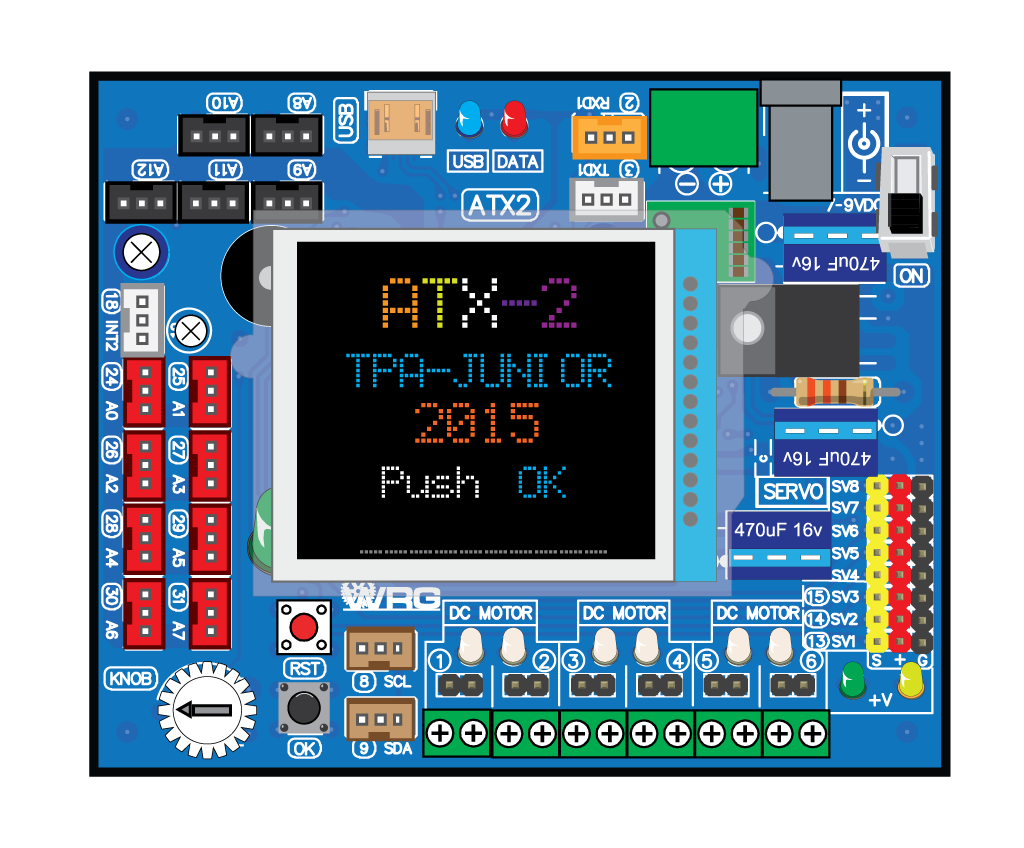 A10
A8
USB
USB
DATA
RXD1
2
A12
A11
A9
TXD1
3
ATX2
7-9VDC
470uF 16v
ON
18
INT2
ATX-2
TPA-JUNIOR
2015
Push OK
24
A0
25
A1
26
A2
27
A3
28
A4
29
A5
30
A6
31
A7
470uF 16v
SERVO
470uF 16v
SV8
SV7
SV6
SV5
SV4
15 SV3
14 SV2
13 SV1
S + G
+V
WRG
DC MOTOR
DC MOTOR
DC MOTOR
1
2
3
4
5
6
KNOB
RST
8 SCL
OK
9 SDA